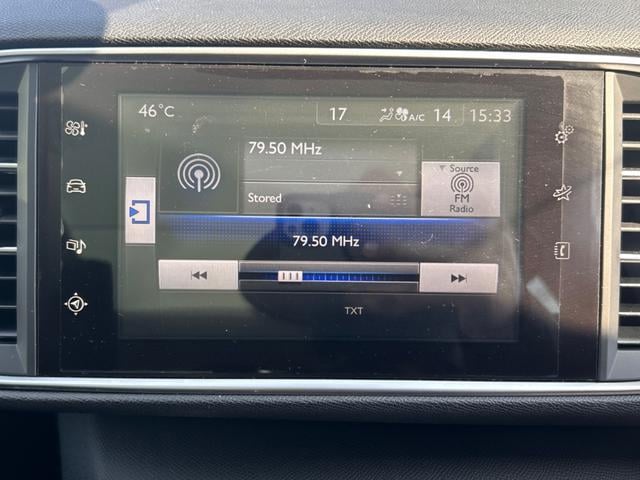 46°C 17 A/C 14 15:33
79.50 MHz
Source
FM
Radio
Stored
79.50 MHz
TXT